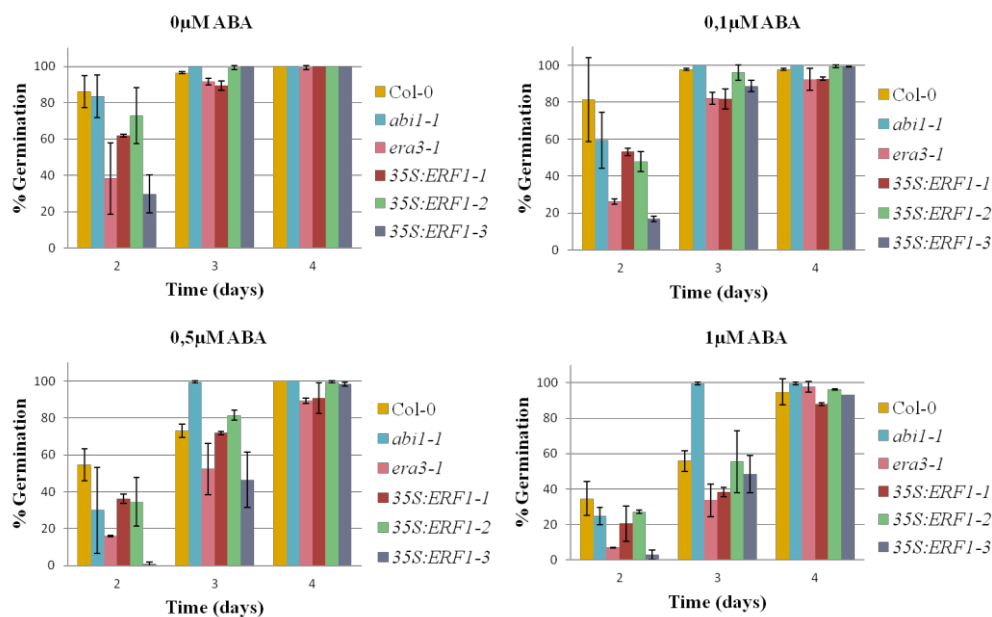 0µM ABA
% Germination
100
80
60
40
20
0
2
3
4
Time (days)
Col-0
abi1-1
era3-1
35S:ERF1-1
35S:ERF1-2
35S:ERF1-3
0,1µM ABA
% Germination
100
80
60
40
20
0
2
3
4
Time (days)
Col-0
abi1-1
era3-1
35S:ERF1-1
35S:ERF1-2
35S:ERF1-3
0,5µM ABA
% Germination
100
80
60
40
20
0
2
3
4
Time (days)
Col-0
abi1-1
era3-1
35S:ERF1-1
35S:ERF1-2
35S:ERF1-3
1µM ABA
% Germination
100
80
60
40
20
0
2
3
4
Time (days)
Col-0
abi1-1
era3-1
35S:ERF1-1
35S:ERF1-2
35S:ERF1-3